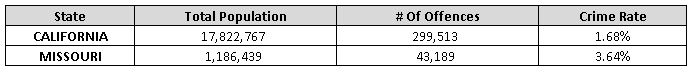 State Total Population # Of Offences Crime Rate
CALIFORNIA 17,822,767 299,513 1.68%
MISSOURI 1,186,439 43,189 3.64%